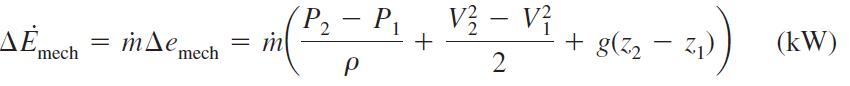 ΔĖ_mech = ṁΔe_mech = ṁ((P₂ − P₁)/ρ + (V₂² − V₁²)/2 + g(z₂ − z₁)) (kW)